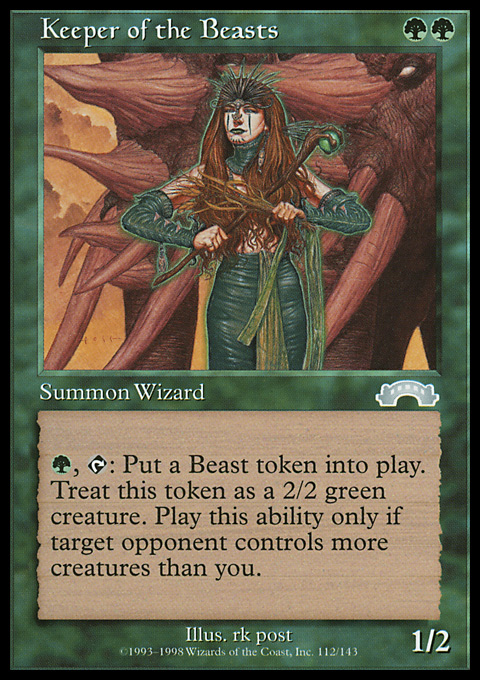 Keeper of the Beasts
Summon Wizard
, : Put a Beast token into play.
Treat this token as a 2/2 green
creature. Play this ability only if
target opponent controls more
creatures than you.
Illus. rk post
©1993–1998 Wizards of the Coast, Inc. 112/143
1/2